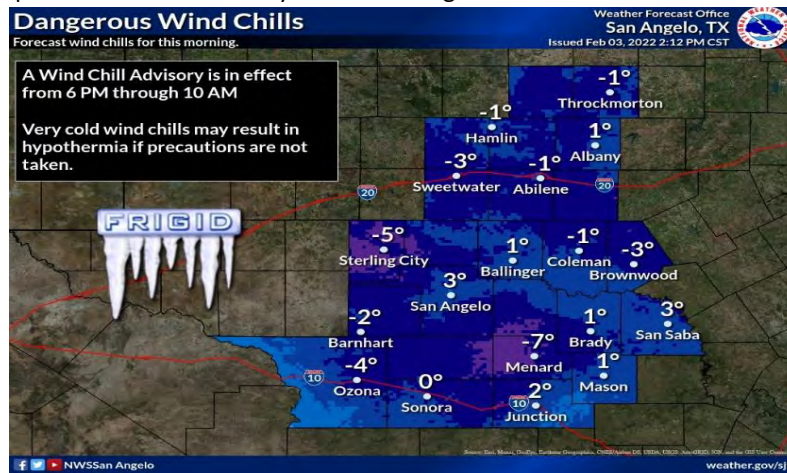 Dangerous Wind Chills
Forecast wind chills for this morning.
Weather Forecast Office
San Angelo, TX
Issued Feb 03, 2022 2:12 PM CST
A Wind Chill Advisory is in effect
from 6 PM through 10 AM
Very cold wind chills may result in
hypothermia if precautions are not
taken.
FRIGID
-1°
Throckmorton
-1°
Hamlin
1°
Albany
-3°
Sweetwater
-1°
Abilene
20
20
-5°
Sterling City
1°
Ballinger
-1°
Coleman
-3°
Brownwood
3°
San Angelo
3°
San Saba
-2°
Barnhart
1°
Brady
-7°
Menard
1°
Mason
-4°
Ozona
10
0°
Sonora
10
2°
Junction
NWSSan Angelo
weather.gov/sj